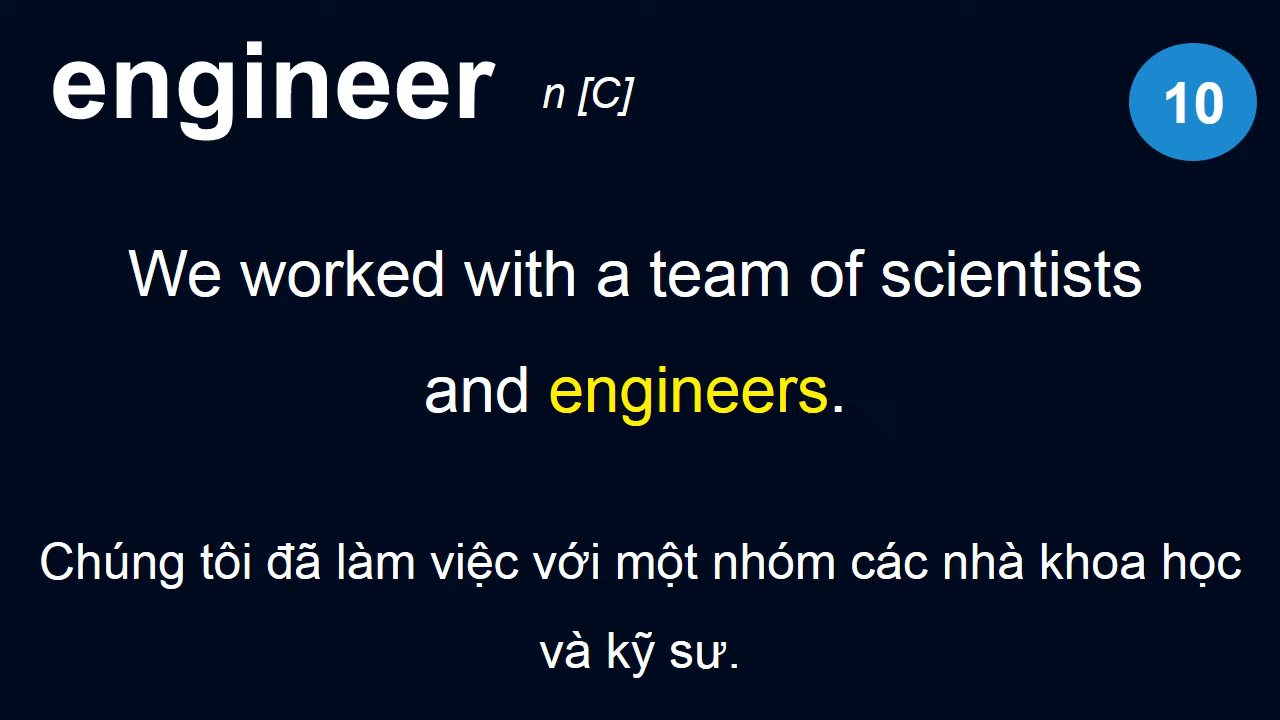 engineer n [C]
10
We worked with a team of scientists
and engineers.
Chúng tôi đã làm việc với một nhóm các nhà khoa học
và kỹ sư.